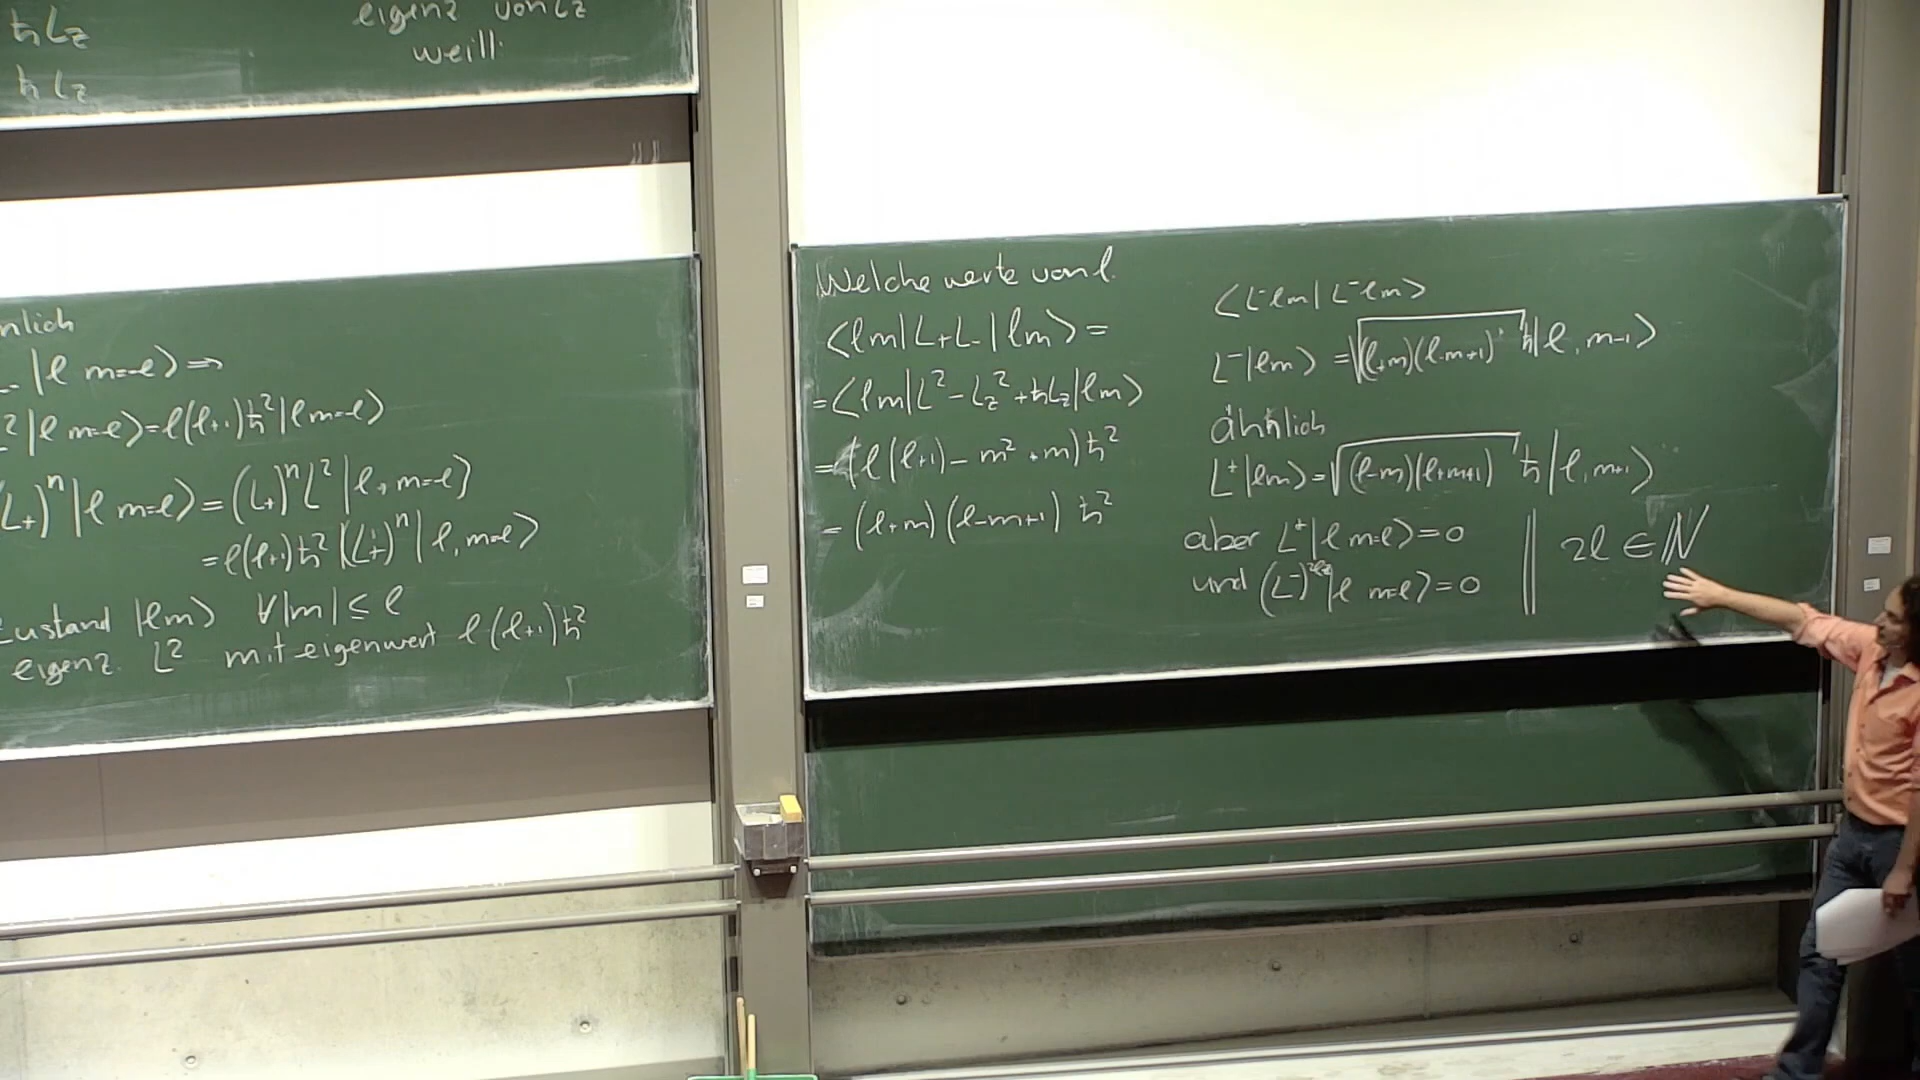 ħLz
ħLz
eigenz von Lz
weill
nlich
|l m=-l⟩ ⇒
²|l m=-l⟩=l(l+1)ħ²|l m=-l⟩
(L₊)ⁿ|l m=-l⟩=(L₊)ⁿL²|l, m=-l⟩
=l(l+1)ħ²(L₊)ⁿ|l, m=-l⟩
Zustand |lm⟩ ∀|m|≤l
eigenz. L² mit eigenwert l(l+1)ħ²
Welche werte von l.
⟨lm|L+L-|lm⟩=
=⟨lm|L²-Lz²+ħLz|lm⟩
=(l(l+1)-m²+m)ħ²
=(l+m)(l-m+1)ħ²
⟨L⁻lm|L⁻lm⟩
L⁻|lm⟩=√(l+m)(l-m+1) ħ|l, m-1⟩
ähnlich
L⁺|lm⟩=√(l-m)(l+m+1) ħ|l, m+1⟩
aber L⁺|l m=l⟩=0
und (L⁻) |l m=l⟩=0
2l∈ℕ